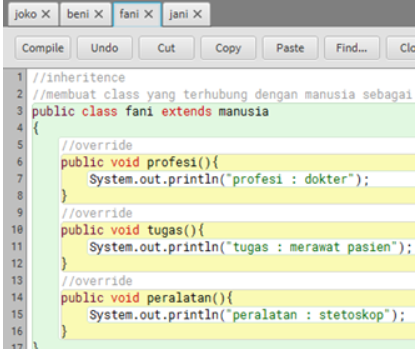 joko X beni X fani X jani X
Compile Undo Cut Copy Paste Find...
1 //inheritence
2 //membuat class yang terhubung dengan manusia sebagai
3 public class fani extends manusia
4 {
5 //override
6 public void profesi(){
7 System.out.println("profesi : dokter");
8 }
9 //override
10 public void tugas(){
11 System.out.println("tugas : merawat pasien");
12 }
13 //override
14 public void peralatan(){
15 System.out.println("peralatan : stetoskop");
16 }
17 }